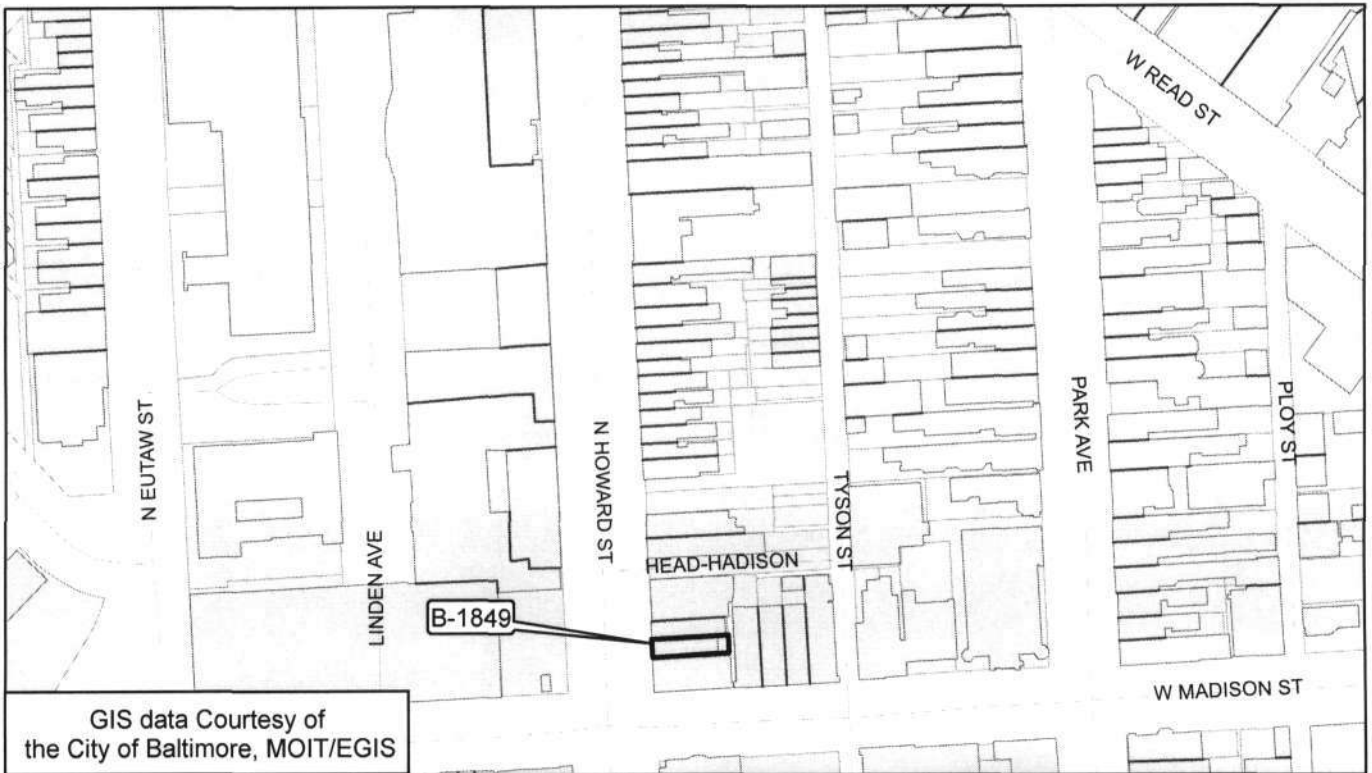 W READ ST
N EUTAW ST
LINDEN AVE
N HOWARD ST
TYSON ST
PARK AVE
PLOY ST
HEAD-HADISON
B-1849
W MADISON ST
GIS data Courtesy of
the City of Baltimore, MOIT/EGIS